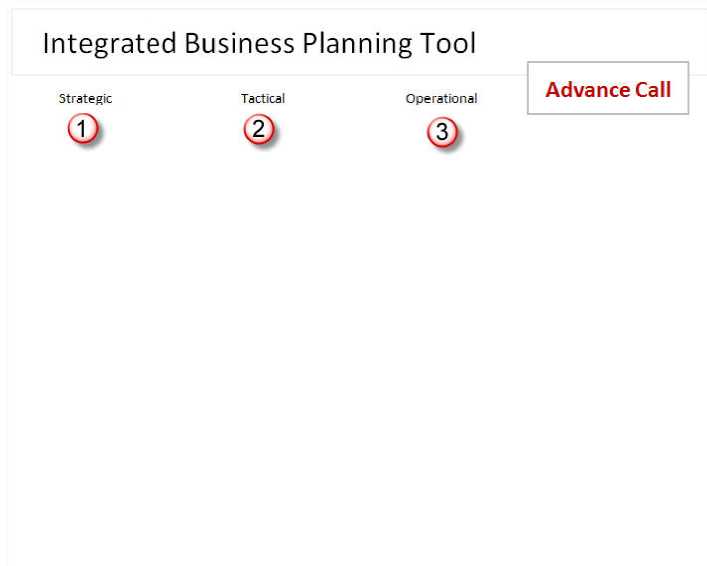 Integrated Business Planning Tool
Advance Call
Strategic Tactical Operational
1 2 3